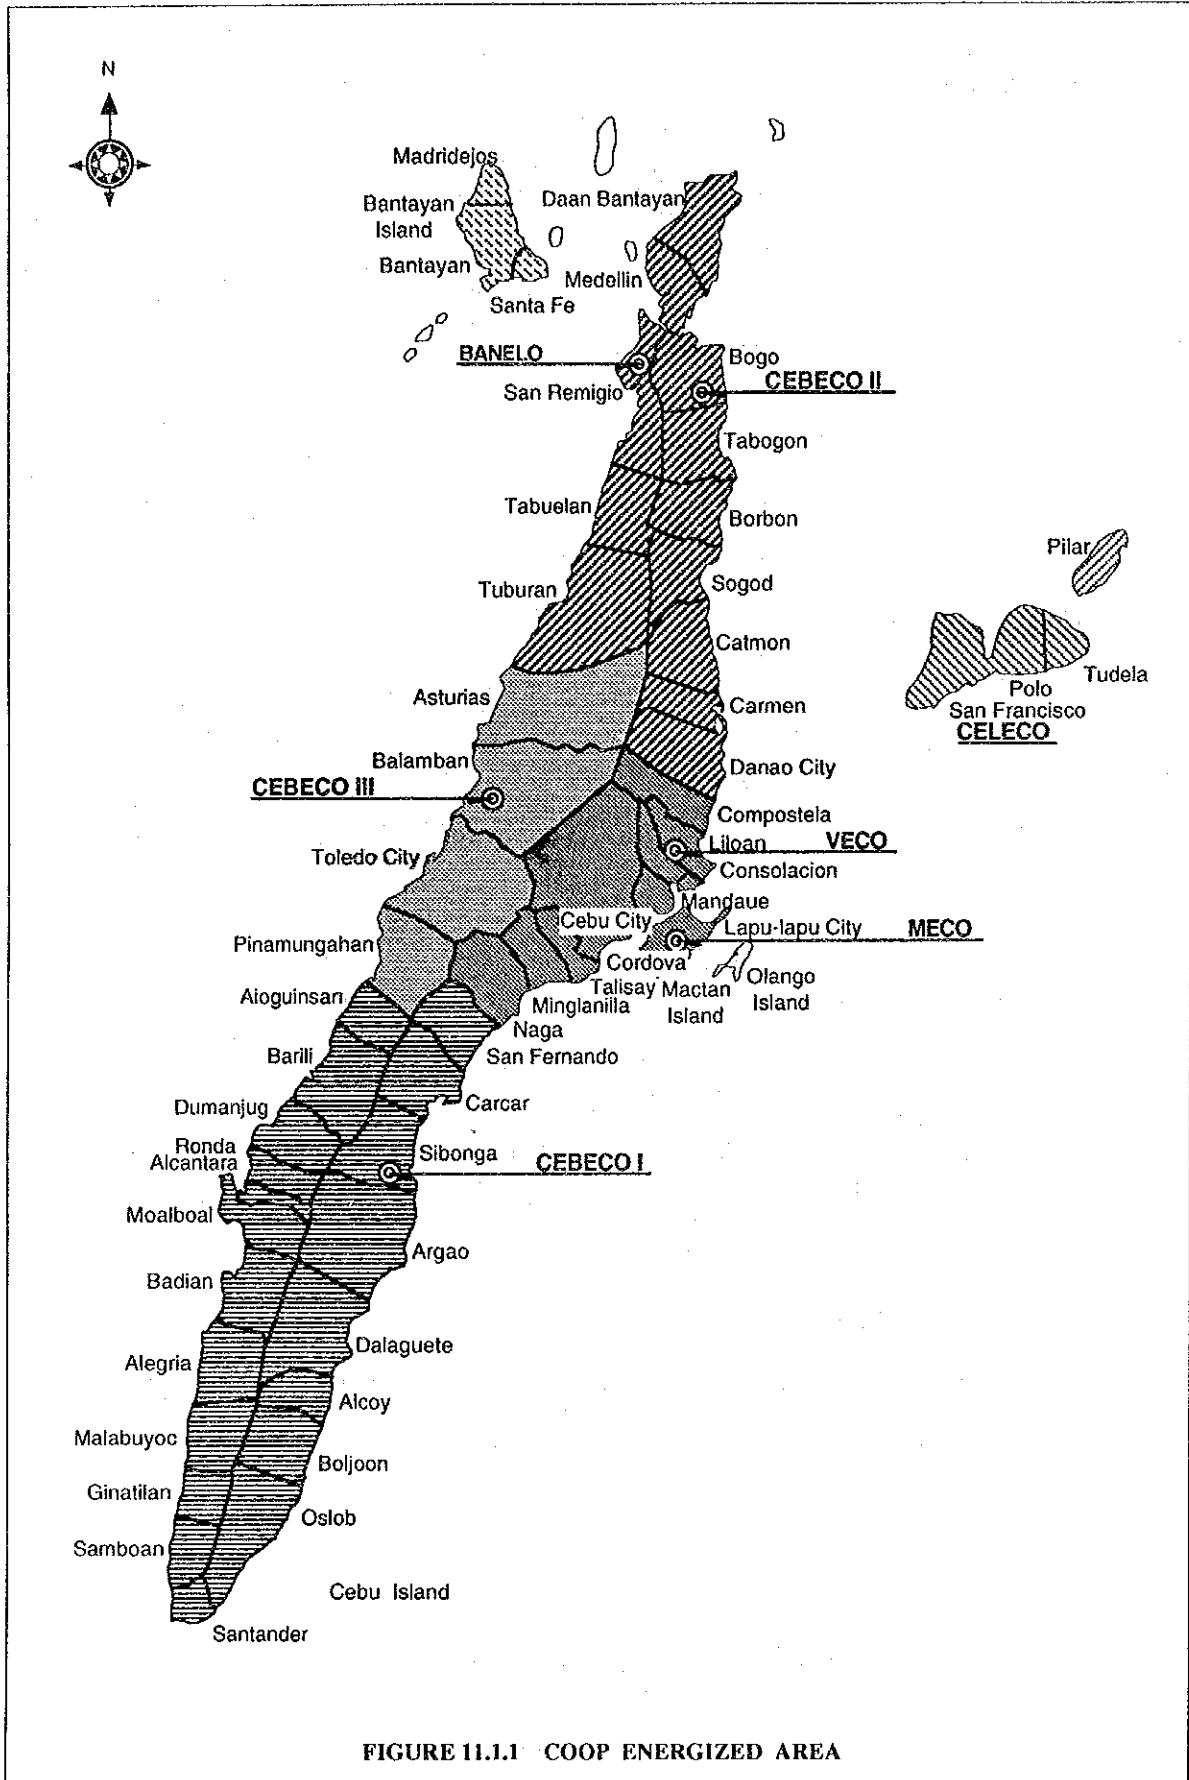 N
Madridejos
Bantayan
Island
Daan Bantayan
Bantayan
Medellin
Santa Fe
BANELO
Bogo
San Remigio
CEBECO II
Tabogon
Tabuelan
Borbon
Pilar
Tuburan
Sogod
Catmon
Tudela
Polo
Asturias
San Francisco
Carmen
CELECO
Balamban
Danao City
CEBECO III
Compostela
Liloan
VECO
Toledo City
Consolacion
Mandaue
Cebu City
Lapu-lapu City
MECO
Pinamungahan
Cordova
Olango
Island
Talisay
Mactan
Island
Aioguinsan
Minglanilla
Naga
Barili
San Fernando
Dumanjug
Carcar
Ronda
Sibonga
Alcantara
CEBECO I
Moalboal
Argao
Badian
Dalaguete
Alegria
Alcoy
Malabuyoc
Boljoon
Ginatilan
Oslob
Samboan
Cebu Island
Santander
FIGURE 11.1.1 COOP ENERGIZED AREA